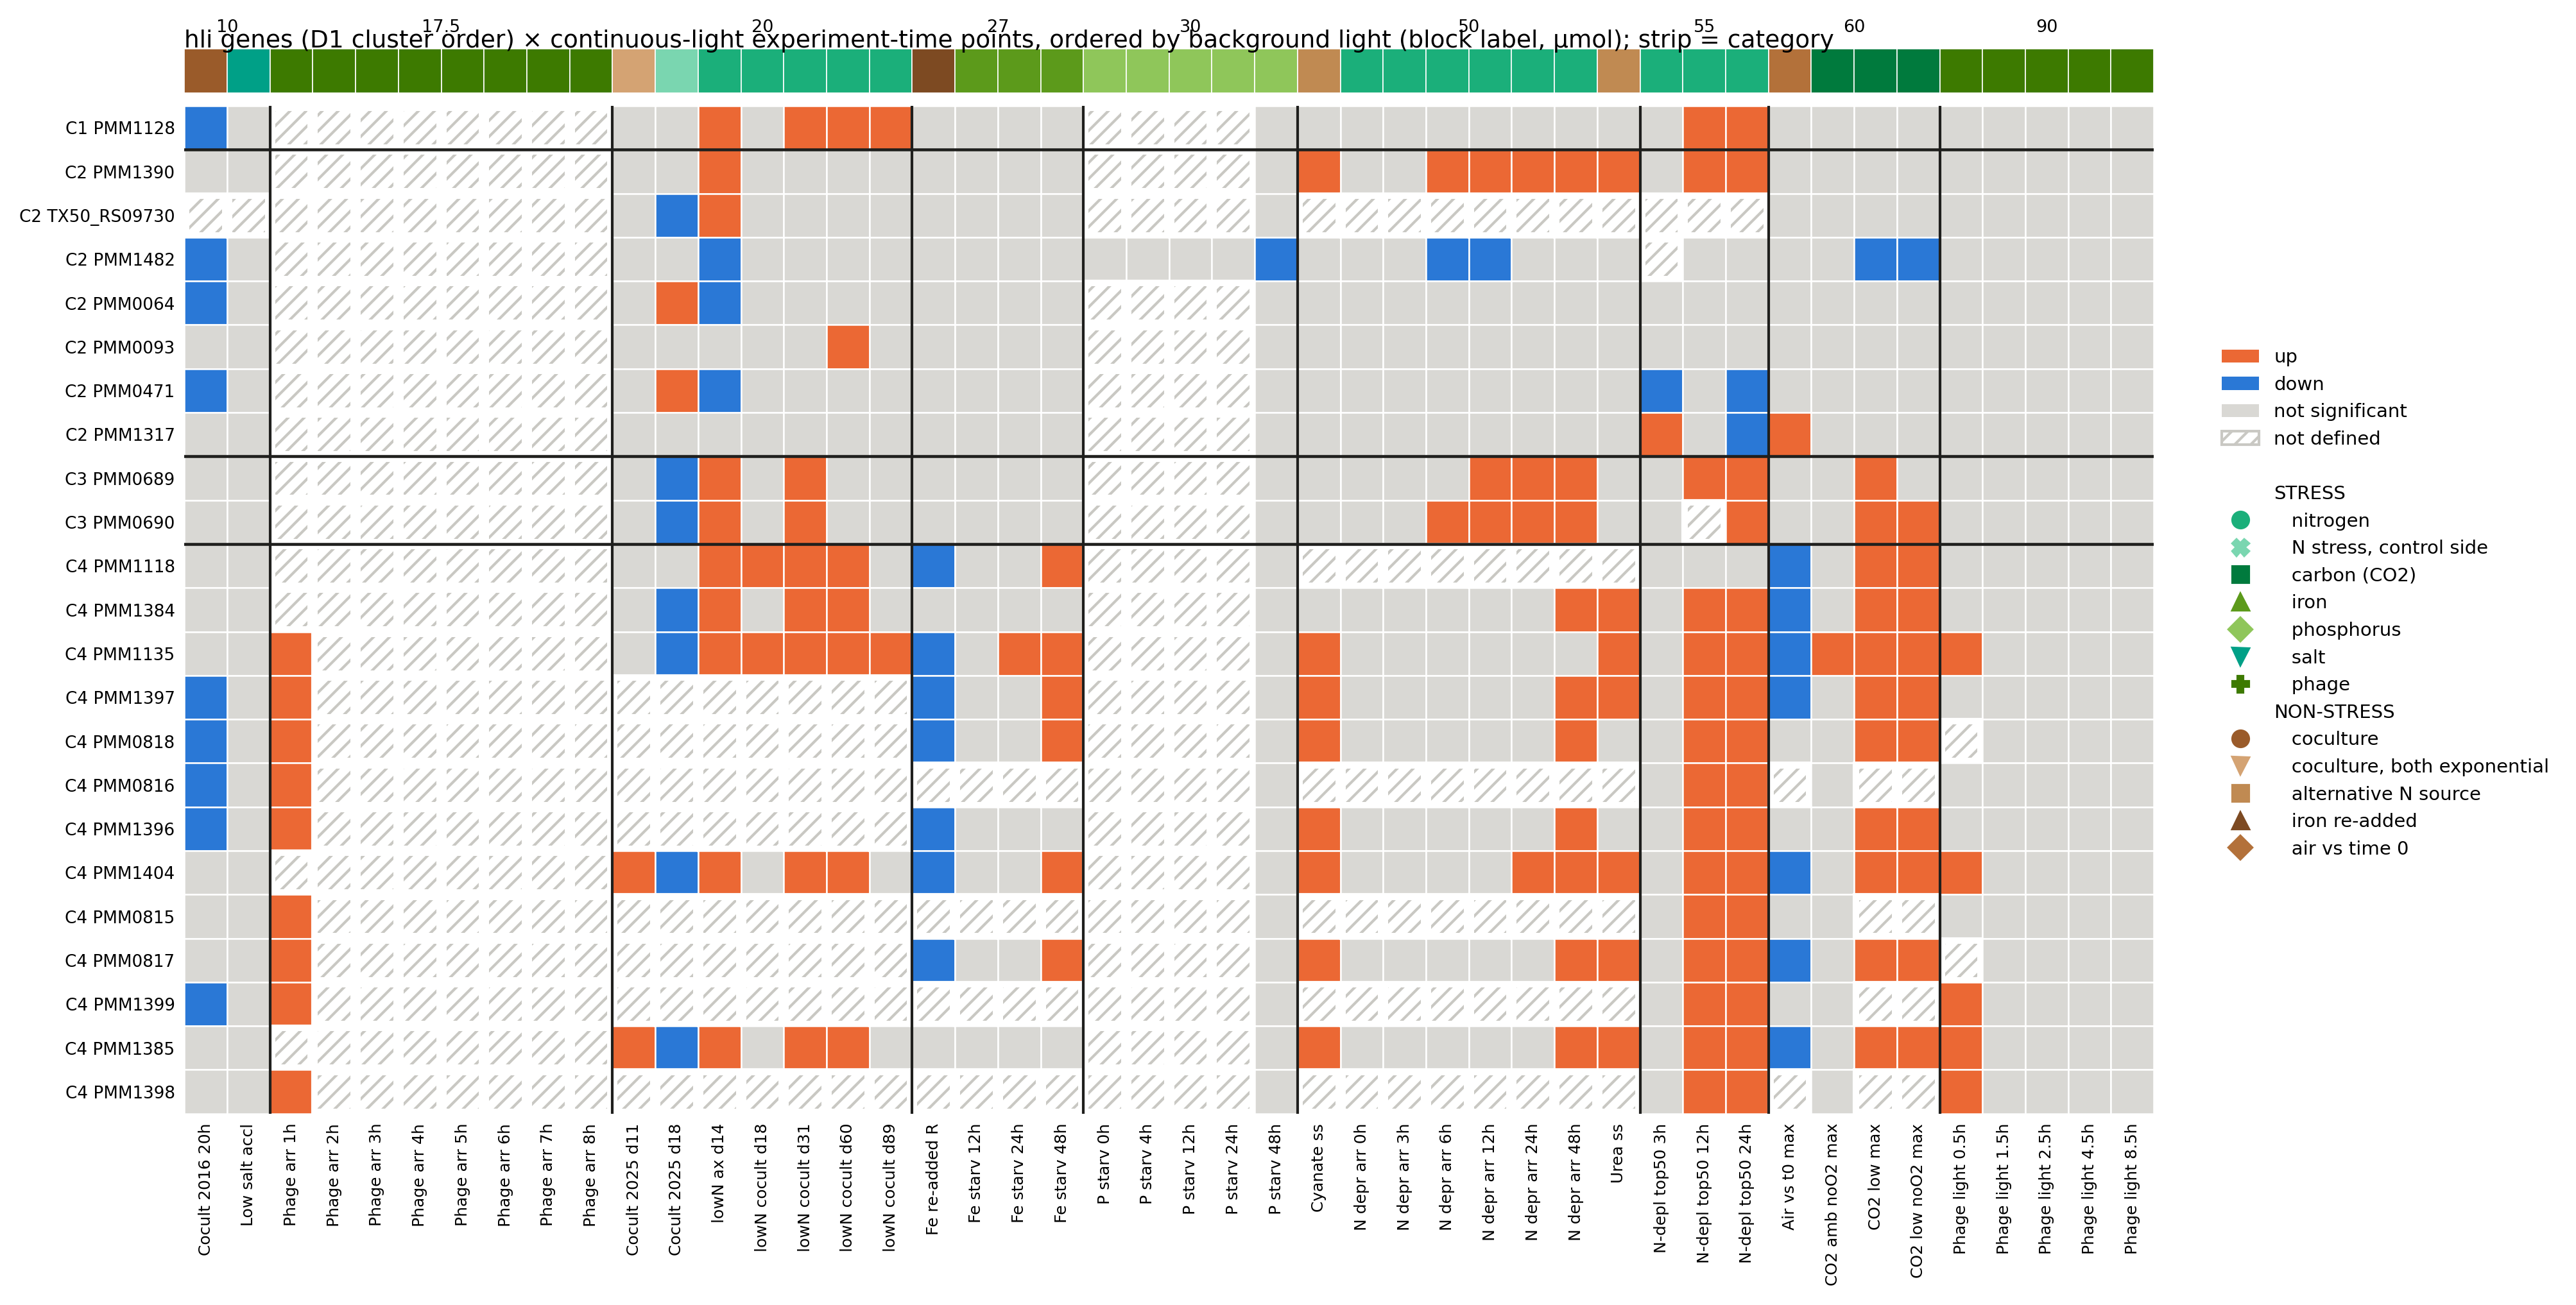 10 17.5 20 27 30 50 55 60 90
hli genes (D1 cluster order) × continuous-light experiment-time points, ordered by background light (block label, µmol); strip = category
C1 PMM1128
C2 PMM1390
C2 TX50_RS09730
C2 PMM1482
C2 PMM0064
C2 PMM0093
C2 PMM0471
C2 PMM1317
C3 PMM0689
C3 PMM0690
C4 PMM1118
C4 PMM1384
C4 PMM1135
C4 PMM1397
C4 PMM0818
C4 PMM0816
C4 PMM1396
C4 PMM1404
C4 PMM0815
C4 PMM0817
C4 PMM1399
C4 PMM1385
C4 PMM1398
Cocult 2016 20h
Low salt accl
Phage arr 1h
Phage arr 2h
Phage arr 3h
Phage arr 4h
Phage arr 5h
Phage arr 6h
Phage arr 7h
Phage arr 8h
Cocult 2025 d11
Cocult 2025 d18
lowN ax d14
lowN cocult d18
lowN cocult d31
lowN cocult d60
lowN cocult d89
Fe re-added R
Fe starv 12h
Fe starv 24h
Fe starv 48h
P starv 0h
P starv 4h
P starv 12h
P starv 24h
P starv 48h
Cyanate ss
N depr arr 0h
N depr arr 3h
N depr arr 6h
N depr arr 12h
N depr arr 24h
N depr arr 48h
Urea ss
N-depl top50 3h
N-depl top50 12h
N-depl top50 24h
Air vs t0 max
CO2 amb noO2 max
CO2 low max
CO2 low noO2 max
Phage light 0.5h
Phage light 1.5h
Phage light 2.5h
Phage light 4.5h
Phage light 8.5h
up
down
not significant
not defined
STRESS
nitrogen
N stress, control side
carbon (CO2)
iron
phosphorus
salt
phage
NON-STRESS
coculture
coculture, both exponential
alternative N source
iron re-added
air vs time 0